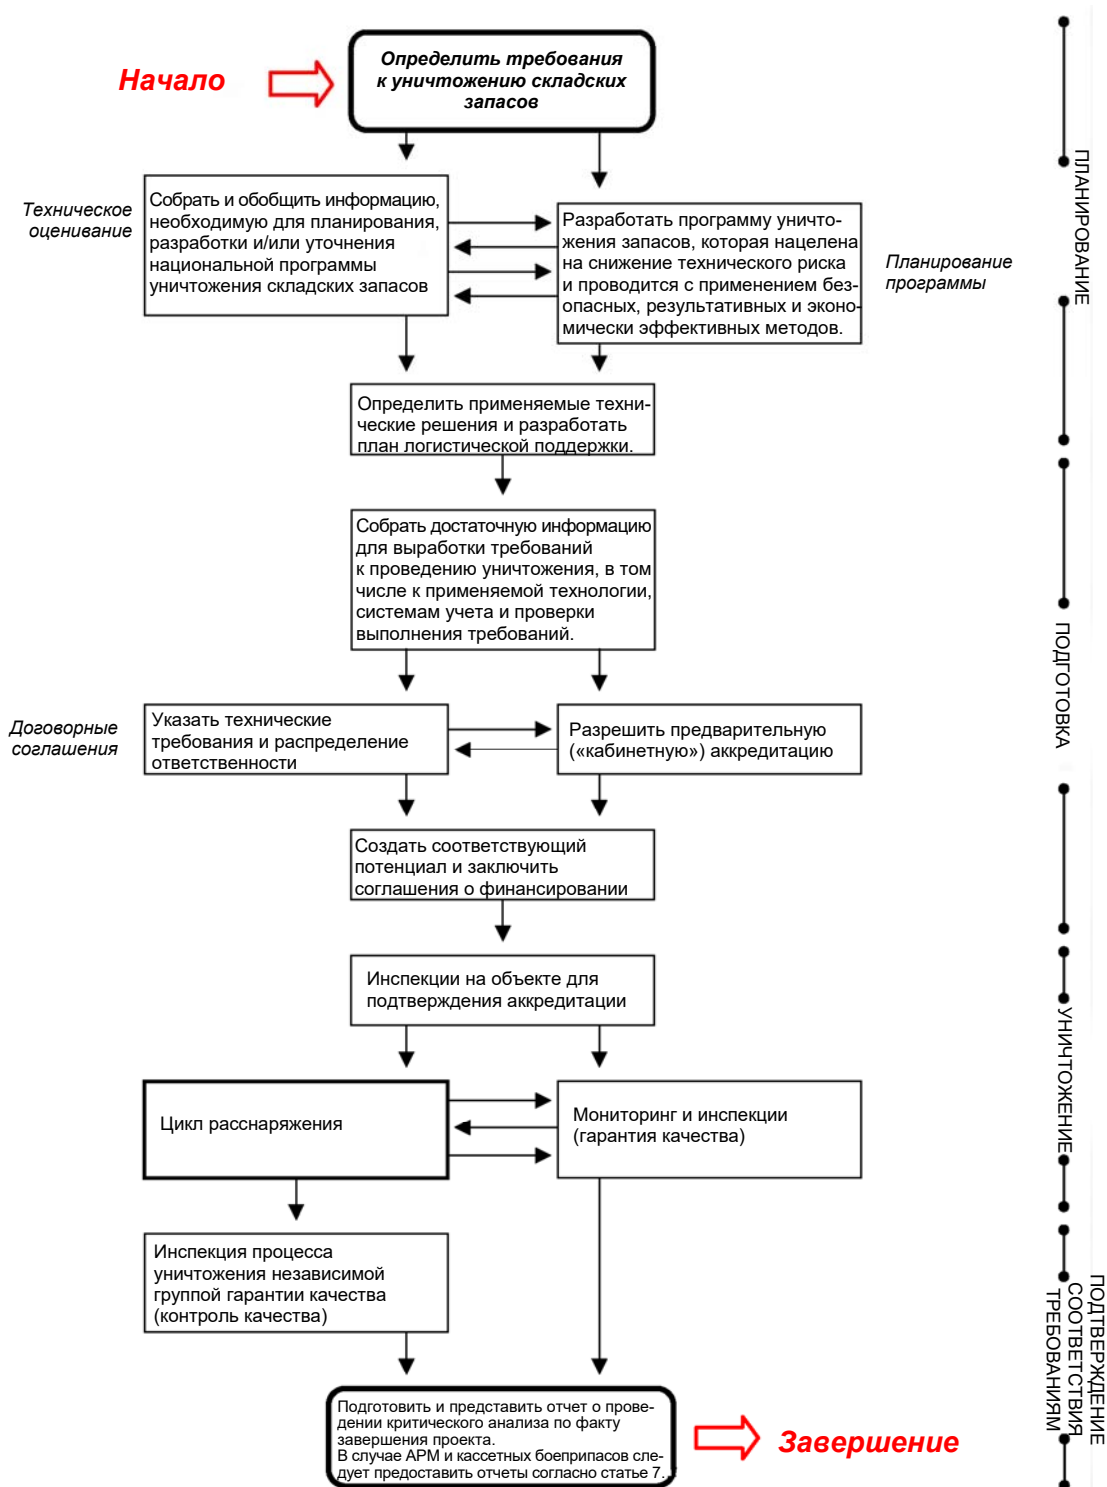 Начало
Определить требования
к уничтожению складских
запасов
Техническое
оценивание
Собрать и обобщить информацию,
необходимую для планирования,
разработки и/или уточнения
национальной программы
уничтожения складских запасов
Разработать программу уничто-
жения запасов, которая нацелена
на снижение технического риска
и проводится с применением без-
опасных, результативных и эконо-
мически эффективных методов.
Планирование
программы
Определить применяемые техни-
ческие решения и разработать
план логистической поддержки.
Собрать достаточную информацию
для выработки требований
к проведению уничтожения, в том
числе к применяемой технологии,
системам учета и проверки
выполнения требований.
Договорные
соглашения
Указать технические
требования и распределение
ответственности
Разрешить предварительную
(«кабинетную») аккредитацию
Создать соответствующий
потенциал и заключить
соглашения о финансировании
Инспекции на объекте для
подтверждения аккредитации
Цикл расснаряжения
Мониторинг и инспекции
(гарантия качества)
Инспекция процесса
уничтожения независимой
группой гарантии качества
(контроль качества)
Подготовить и представить отчет о прове-
дении критического анализа по факту
завершения проекта.
В случае АРМ и кассетных боеприпасов сле-
дует предоставить отчеты согласно статье 7..
Завершение
ПЛАНИРОВАНИЕ
ПОДГОТОВКА
УНИЧТОЖЕНИЕ
ПОДТВЕРЖДЕНИЕ
СООТВЕТСТВИЯ
ТРЕБОВАНИЯМ